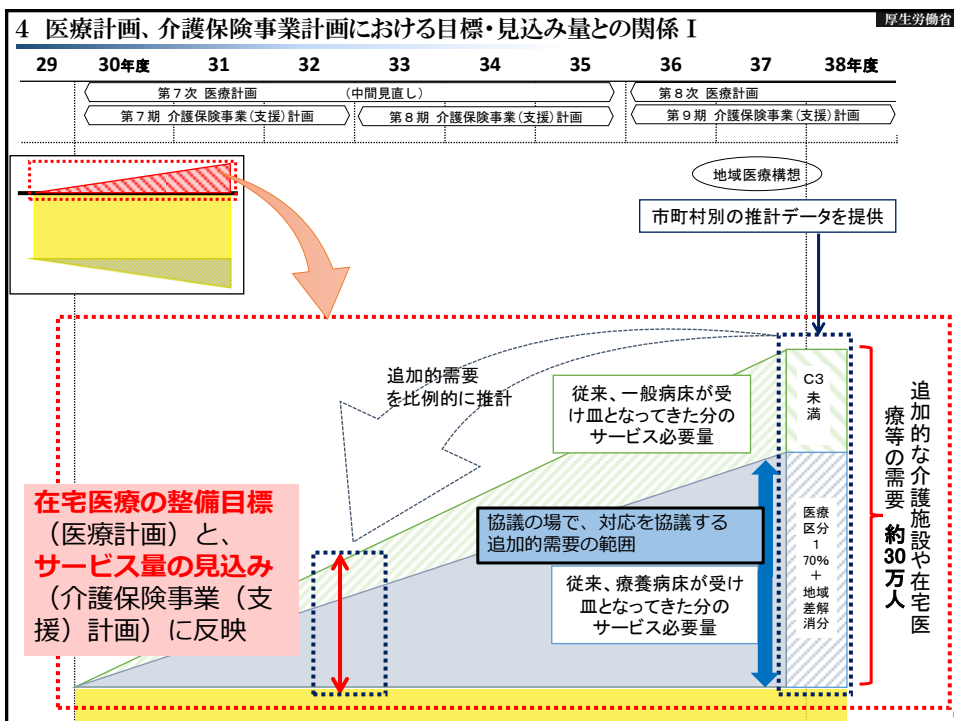 4 医療計画、介護保険事業計画における目標・見込み量との関係Ⅰ
厚生労働省
29 30年度 31 32 33 34 35 36 37 38年度
第7次 医療計画 (中間見直し)
第8次 医療計画
第7期 介護保険事業(支援)計画
第8期 介護保険事業(支援)計画
第9期 介護保険事業(支援)計画
地域医療構想
市町村別の推計データを提供
追加的需要
を比例的に推計
従来、一般病床が受
け皿となってきた分の
サービス必要量
C3
未
満
追加的な介護施設や在宅医
療等の需要 約30万人
在宅医療の整備目標
(医療計画)と、
サービス量の見込み
(介護保険事業(支
援)計画)に反映
協議の場で、対応を協議する
追加的需要の範囲
従来、療養病床が受け
皿となってきた分の
サービス必要量
医療
区分
1
70%
+
地域
差解
消分